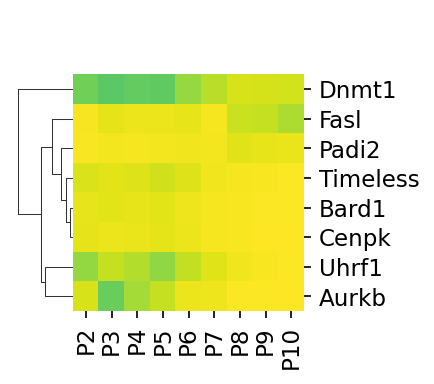 Dnmt1
Fasl
Padi2
Timeless
Bard1
Cenpk
Uhrf1
Aurkb
P2 P3 P4 P5 P6 P7 P8 P9 P10